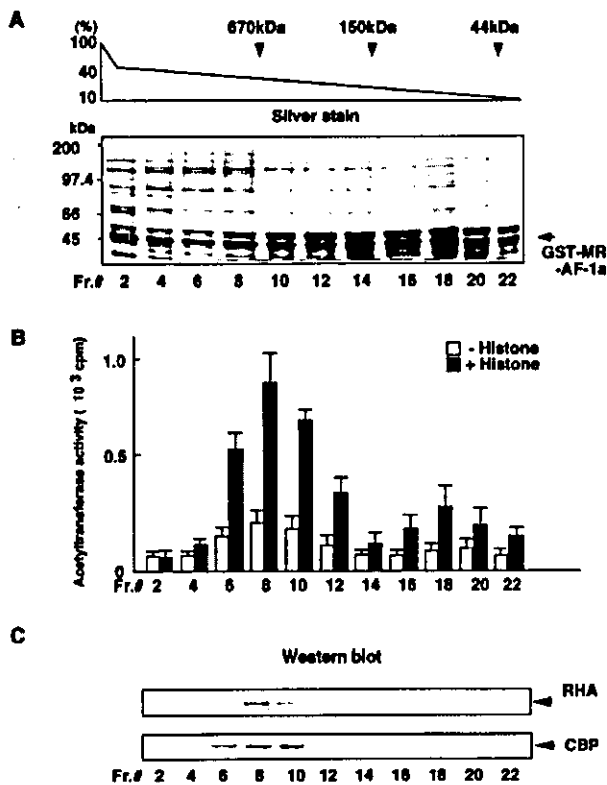 A
(%)
670kDa 150kDa 44kDa
100
40
10
Silver stain
kDa
200
97.4
66
45
GST-MR
-AF-1a
Fr.# 2 4 6 8 10 12 14 16 18 20 22
B
- Histone
+ Histone
1.0
0.5
0
Acetyltransferase activity ( 10³ cpm)
Fr.# 2 4 6 8 10 12 14 16 18 20 22
C
Western blot
RHA
CBP
Fr.# 2 4 6 8 10 12 14 16 18 20 22